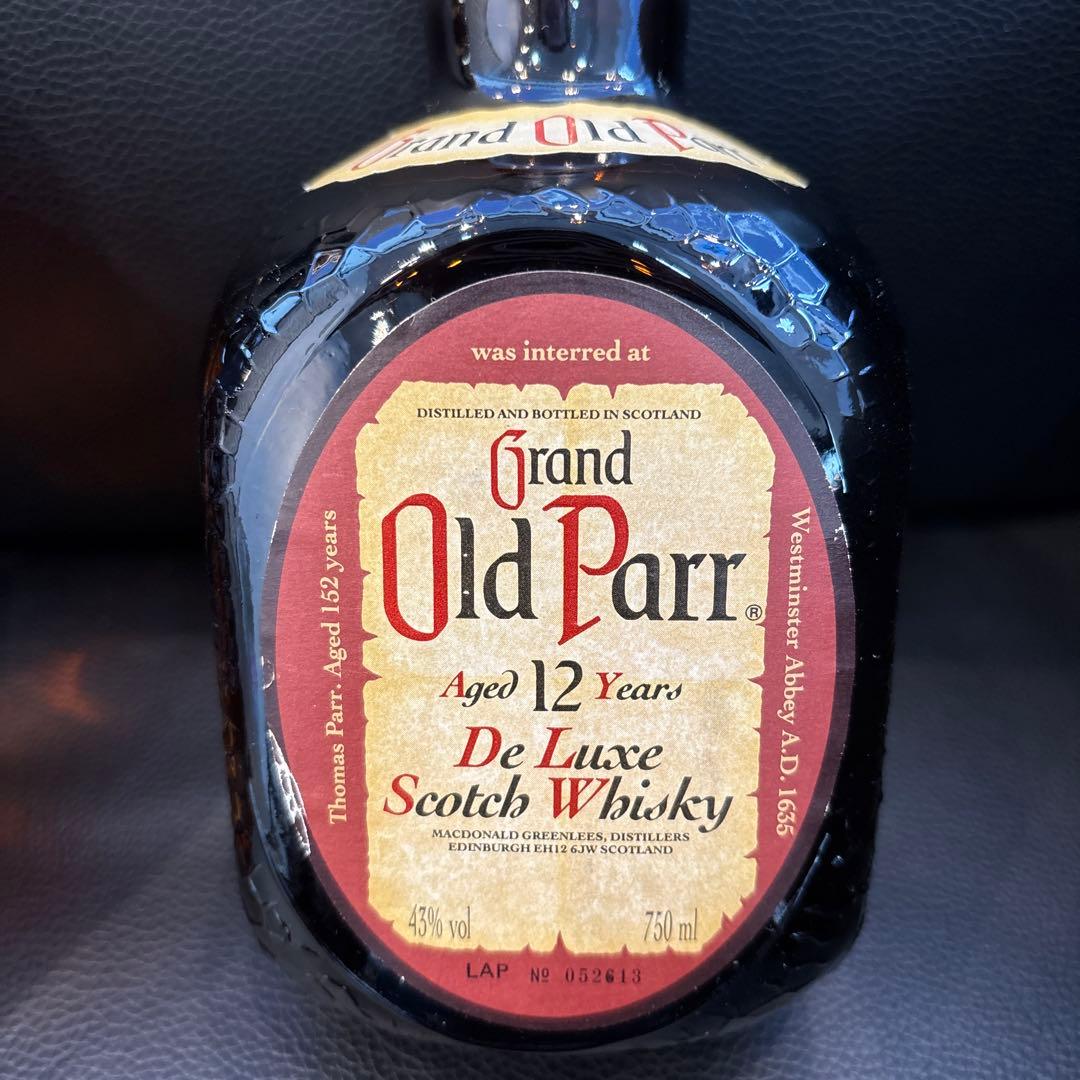 Grand Old Parr
was interred at
DISTILLED AND BOTTLED IN SCOTLAND
Grand
Old Parr®
Aged 12 Years
De Luxe
Scotch Whisky
MACDONALD GREENLEES, DISTILLERS
EDINBURGH EH12 6JW SCOTLAND
43% vol 750 ml
LAP Nº 052613
Thomas Parr. Aged 152 years
Westminster Abbey A.D. 1635